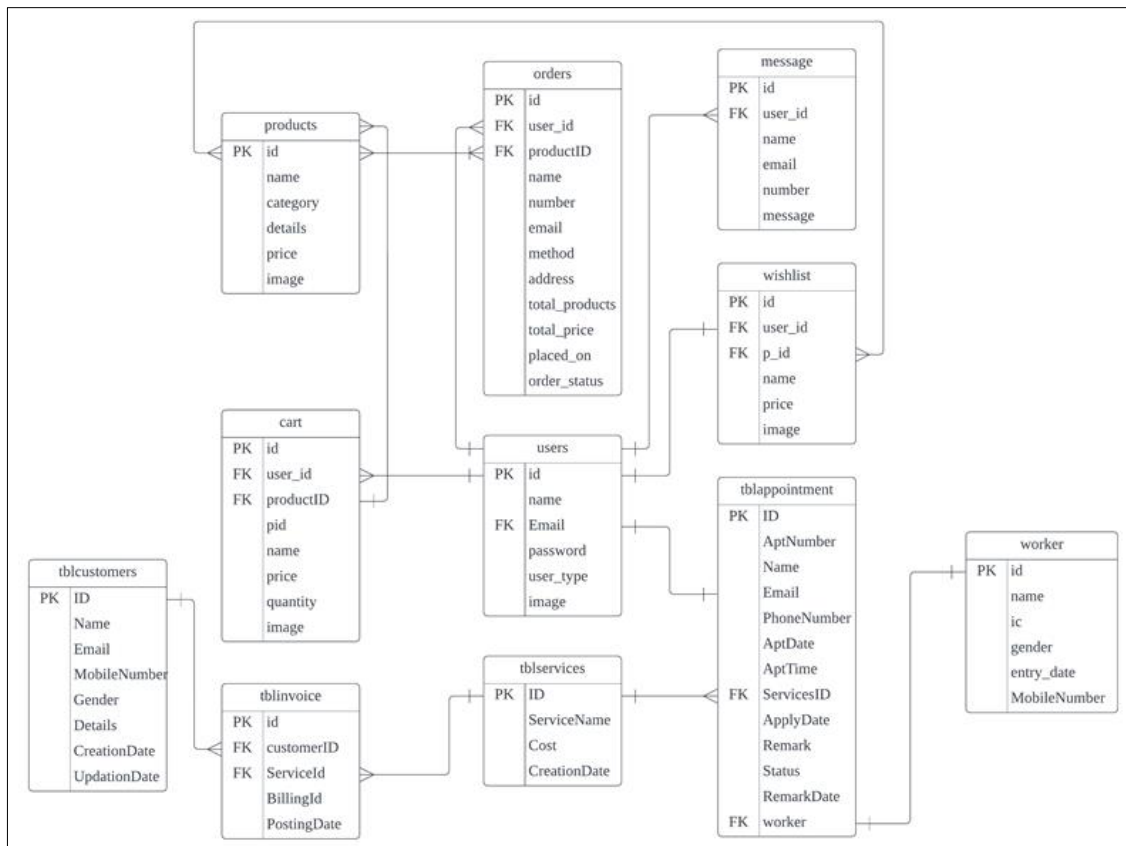 products
PK id
name
category
details
price
image
orders
PK id
FK user_id
FK productID
name
number
email
method
address
total_products
total_price
placed_on
order_status
message
PK id
FK user_id
name
email
number
message
wishlist
PK id
FK user_id
FK p_id
name
price
image
cart
PK id
FK user_id
FK productID
pid
name
price
quantity
image
users
PK id
name
FK Email
password
user_type
image
tblappointment
PK ID
AptNumber
Name
Email
PhoneNumber
AptDate
AptTime
FK ServicesID
ApplyDate
Remark
Status
RemarkDate
FK worker
worker
PK id
name
ic
gender
entry_date
MobileNumber
tblcustomers
PK ID
Name
Email
MobileNumber
Gender
Details
CreationDate
UpdationDate
tblinvoice
PK id
FK customerID
FK ServiceId
BillingId
PostingDate
tblservices
PK ID
ServiceName
Cost
CreationDate